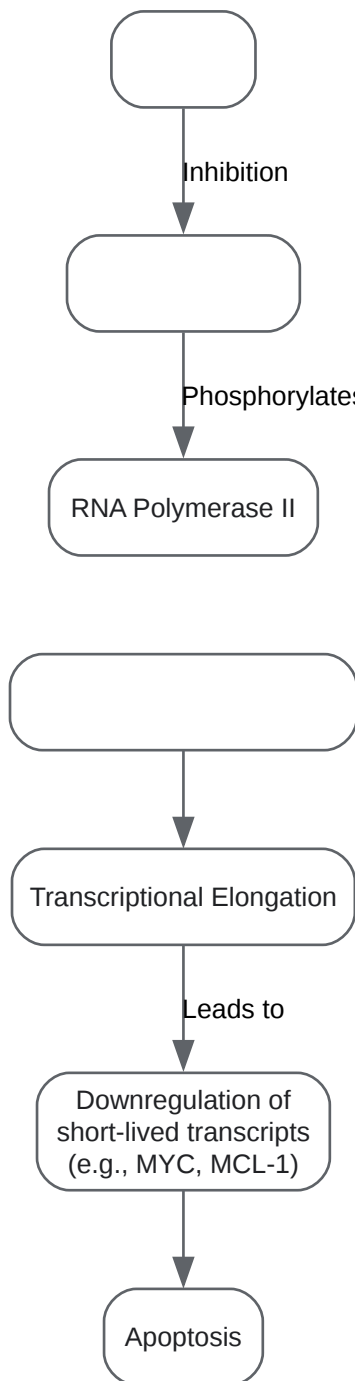 Inhibition
Phosphorylates
RNA Polymerase II
Transcriptional Elongation
Leads to
Downregulation of
short-lived transcripts
(e.g., MYC, MCL-1)
Apoptosis